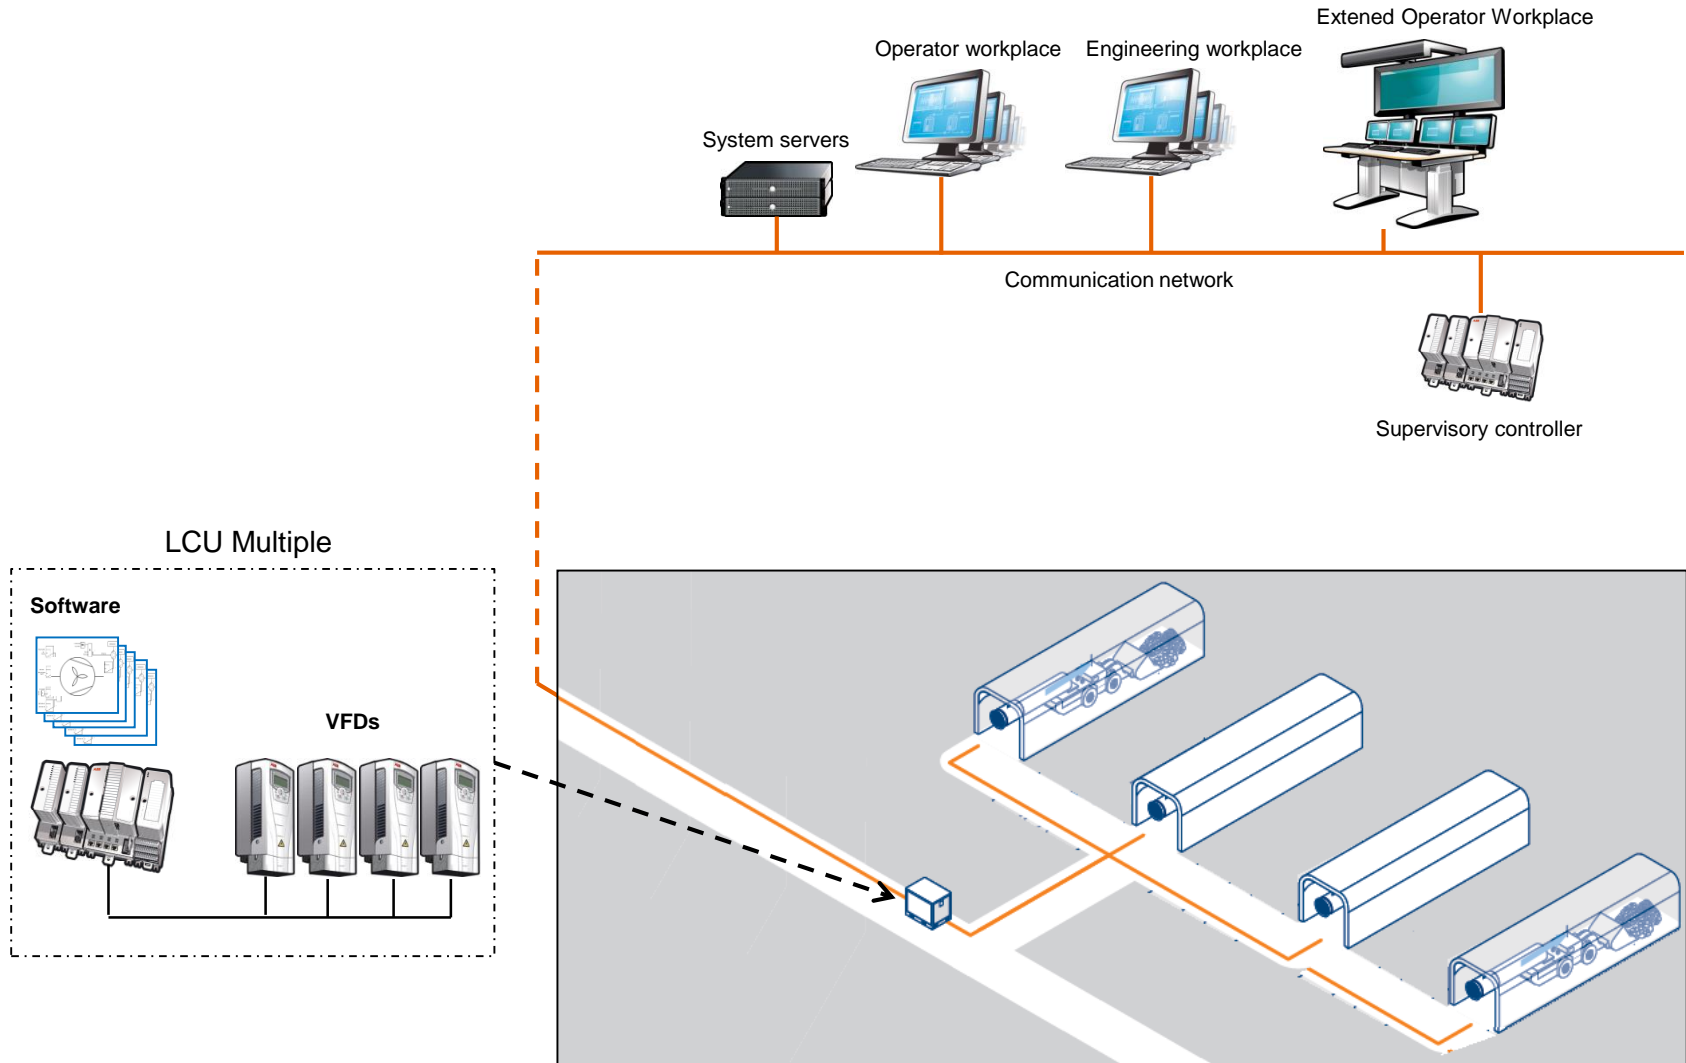 Extened Operator Workplace
Operator workplace
Engineering workplace
System servers
Communication network
Supervisory controller
LCU Multiple
Software
VFDs